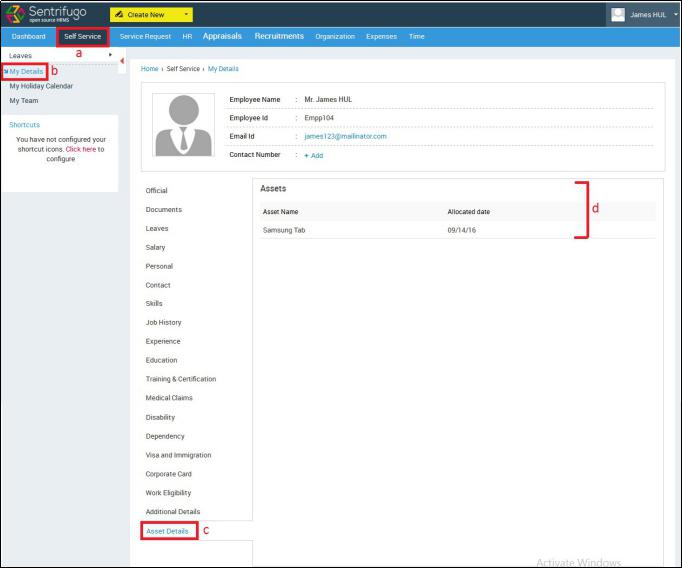 Sentrifugo
open source HRMS
Create New
James HUL
Dashboard Self Service Service Request HR Appraisals Recruitments Organization Expenses Time
a
Leaves
My Details b
My Holiday Calendar
My Team
Shortcuts
You have not configured your
shortcut icons. Click here to
configure
Home › Self Service › My Details
Employee Name : Mr. James HUL
Employee Id : Empp104
Email Id : james123@mailinator.com
Contact Number : + Add
Official
Documents
Leaves
Salary
Personal
Contact
Skills
Job History
Experience
Education
Training & Certification
Medical Claims
Disability
Dependency
Visa and Immigration
Corporate Card
Work Eligibility
Additional Details
Asset Details c
Assets
d
Asset Name Allocated date
Samsung Tab 09/14/16
Activate Windows